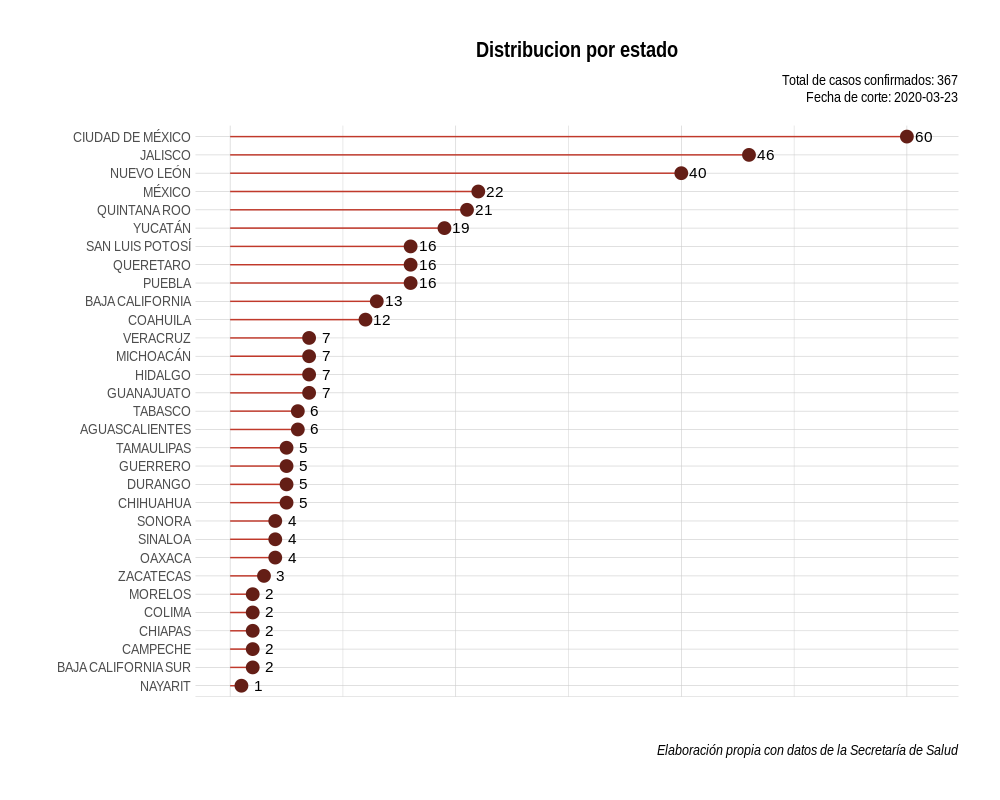 Distribucion por estado
Total de casos confirmados: 367
Fecha de corte: 2020-03-23
CIUDAD DE MÉXICO 60
JALISCO 46
NUEVO LEÓN 40
MÉXICO 22
QUINTANA ROO 21
YUCATÁN 19
SAN LUIS POTOSÍ 16
QUERETARO 16
PUEBLA 16
BAJA CALIFORNIA 13
COAHUILA 12
VERACRUZ 7
MICHOACÁN 7
HIDALGO 7
GUANAJUATO 7
TABASCO 6
AGUASCALIENTES 6
TAMAULIPAS 5
GUERRERO 5
DURANGO 5
CHIHUAHUA 5
SONORA 4
SINALOA 4
OAXACA 4
ZACATECAS 3
MORELOS 2
COLIMA 2
CHIAPAS 2
CAMPECHE 2
BAJA CALIFORNIA SUR 2
NAYARIT 1
Elaboración propia con datos de la Secretaría de Salud